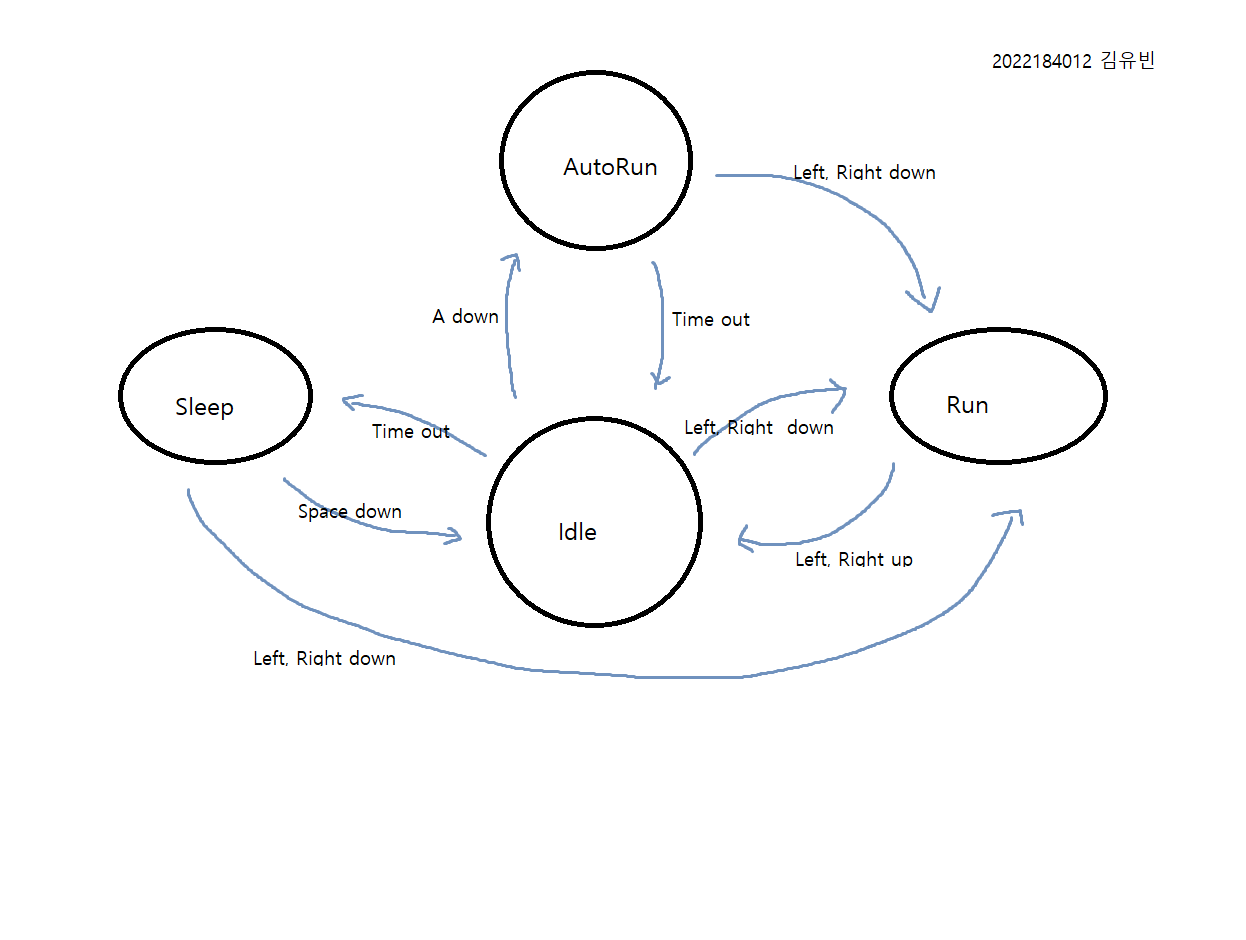 2022184012 김유빈
AutoRun
Left, Right down
A down
Time out
Sleep
Run
Time out
Left, Right  down
Space down
Idle
Left, Right up
Left, Right down